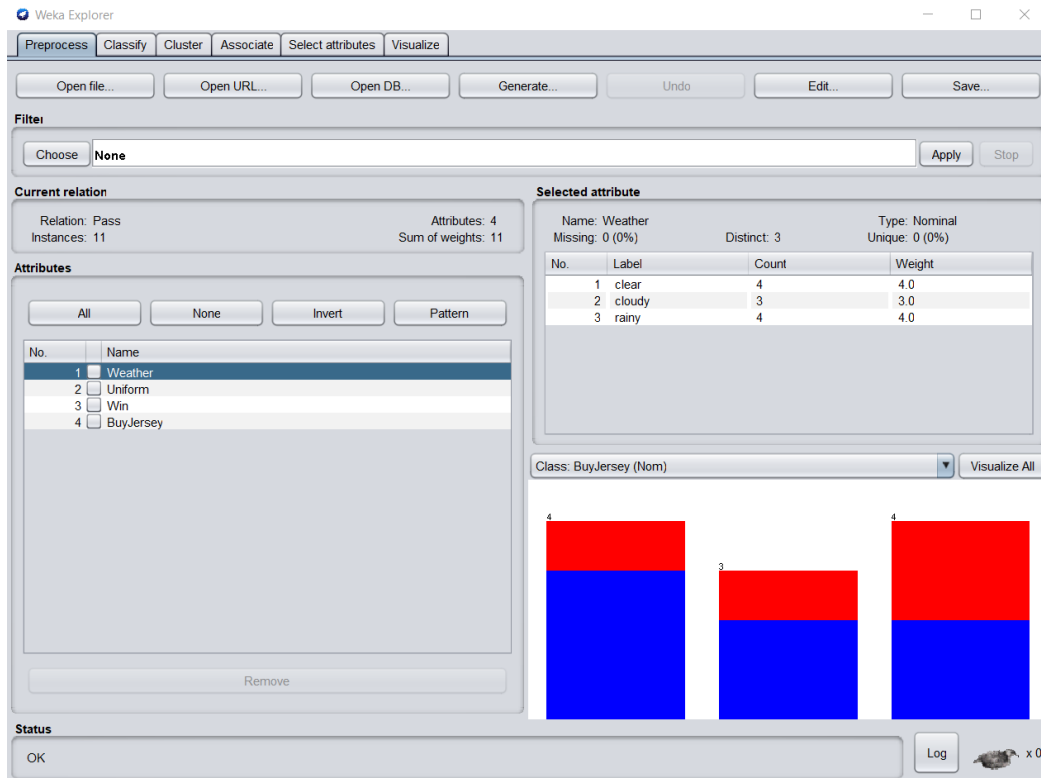 Weka Explorer
Preprocess Classify Cluster Associate Select attributes Visualize
Open file... Open URL... Open DB... Generate... Undo Edit... Save...
Filter
Choose None Apply Stop
Current relation
Relation: Pass Attributes: 4
Instances: 11 Sum of weights: 11
Attributes
All None Invert Pattern
No. Name
1 Weather
2 Uniform
3 Win
4 BuyJersey
Remove
Selected attribute
Name: Weather Type: Nominal
Missing: 0 (0%) Distinct: 3 Unique: 0 (0%)
No. Label Count Weight
1 clear 4 4.0
2 cloudy 3 3.0
3 rainy 4 4.0
Class: BuyJersey (Nom) Visualize All
4 3 4
Status
OK Log x 0